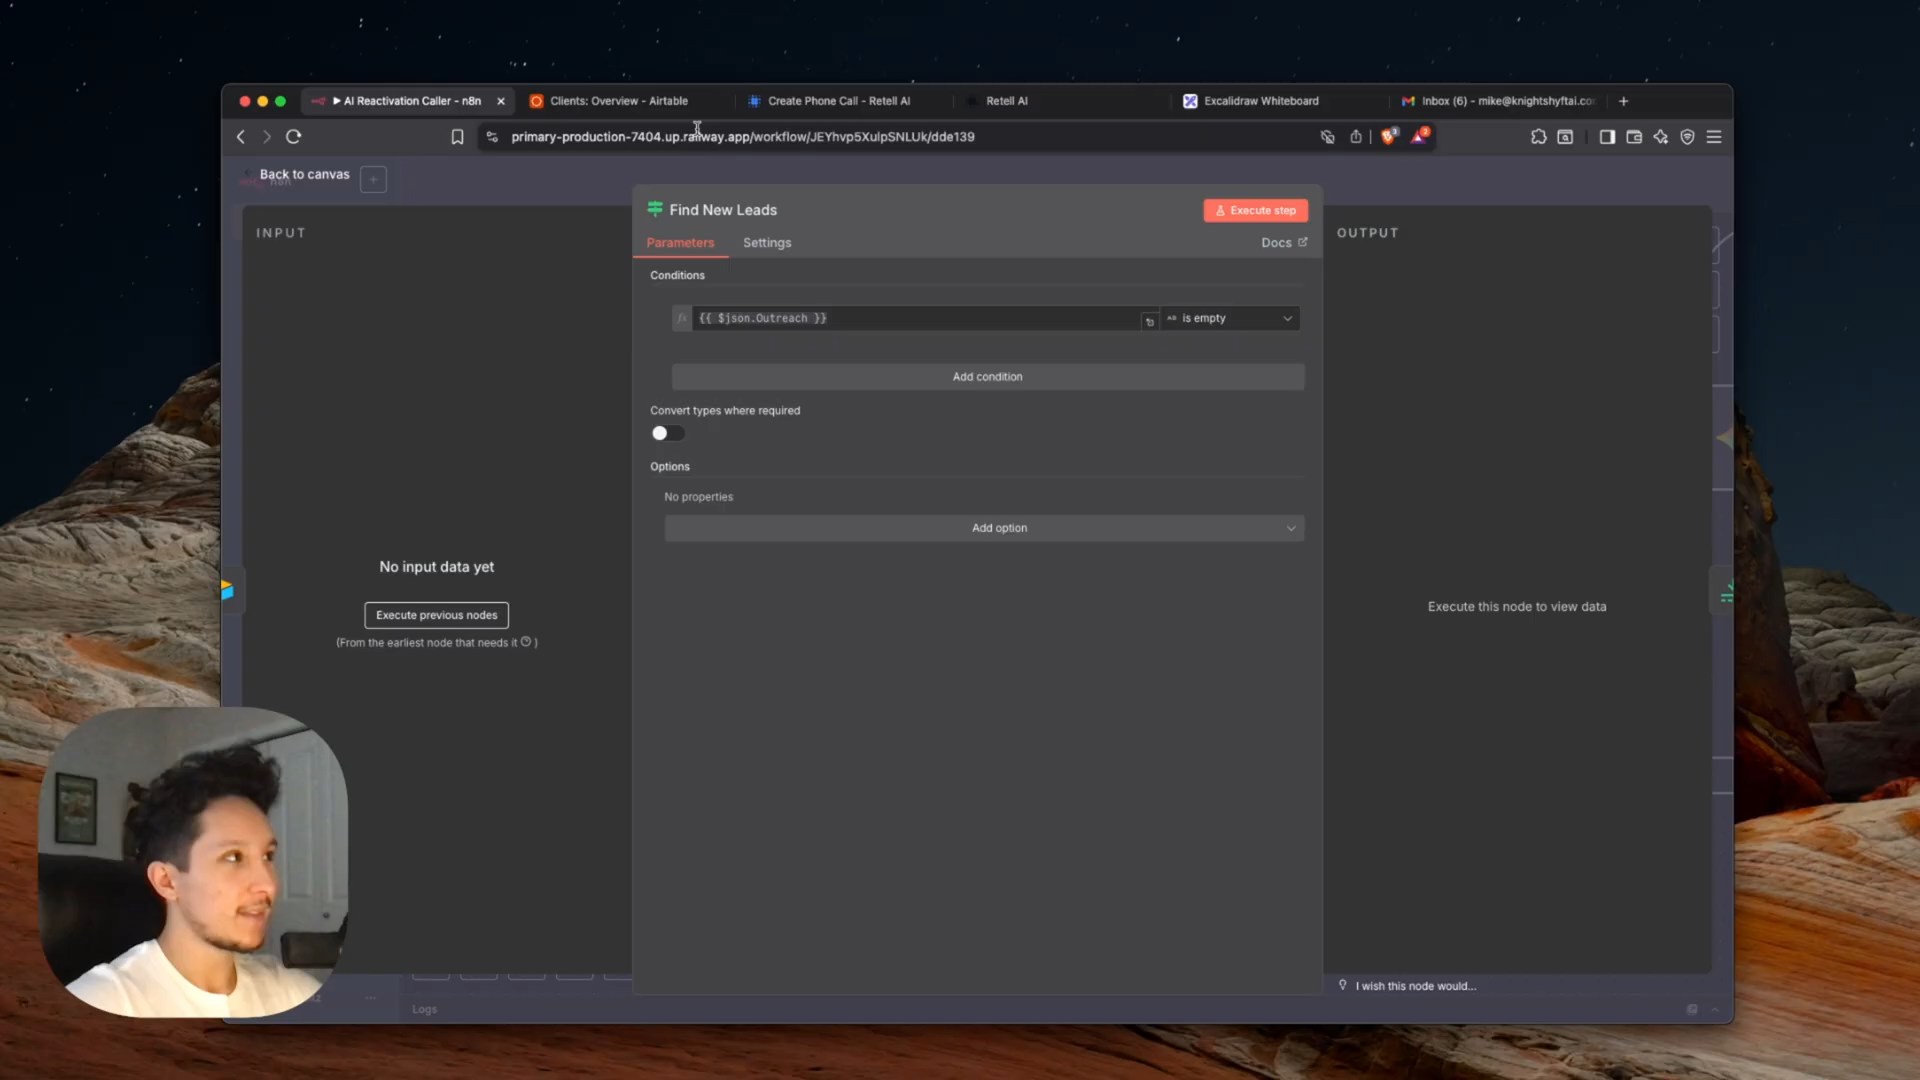 AI Reactivation Caller - n8n
Clients: Overview - Airtable
Create Phone Call - Retell AI
Retell AI
Excalidraw Whiteboard
Inbox (6) - mike@knightshyftai.co
primary-production-7404.up.railway.app/workflow/JEYhvp5XulpSNLUk/dde139
Back to canvas
Find New Leads
Execute step
INPUT
Parameters
Settings
Docs
OUTPUT
Conditions
fx {{ $json.Outreach }}
is empty
Add condition
Convert types where required
Options
No properties
Add option
No input data yet
Execute previous nodes
(From the earliest node that needs it ? )
Execute this node to view data
I wish this node would...
Logs